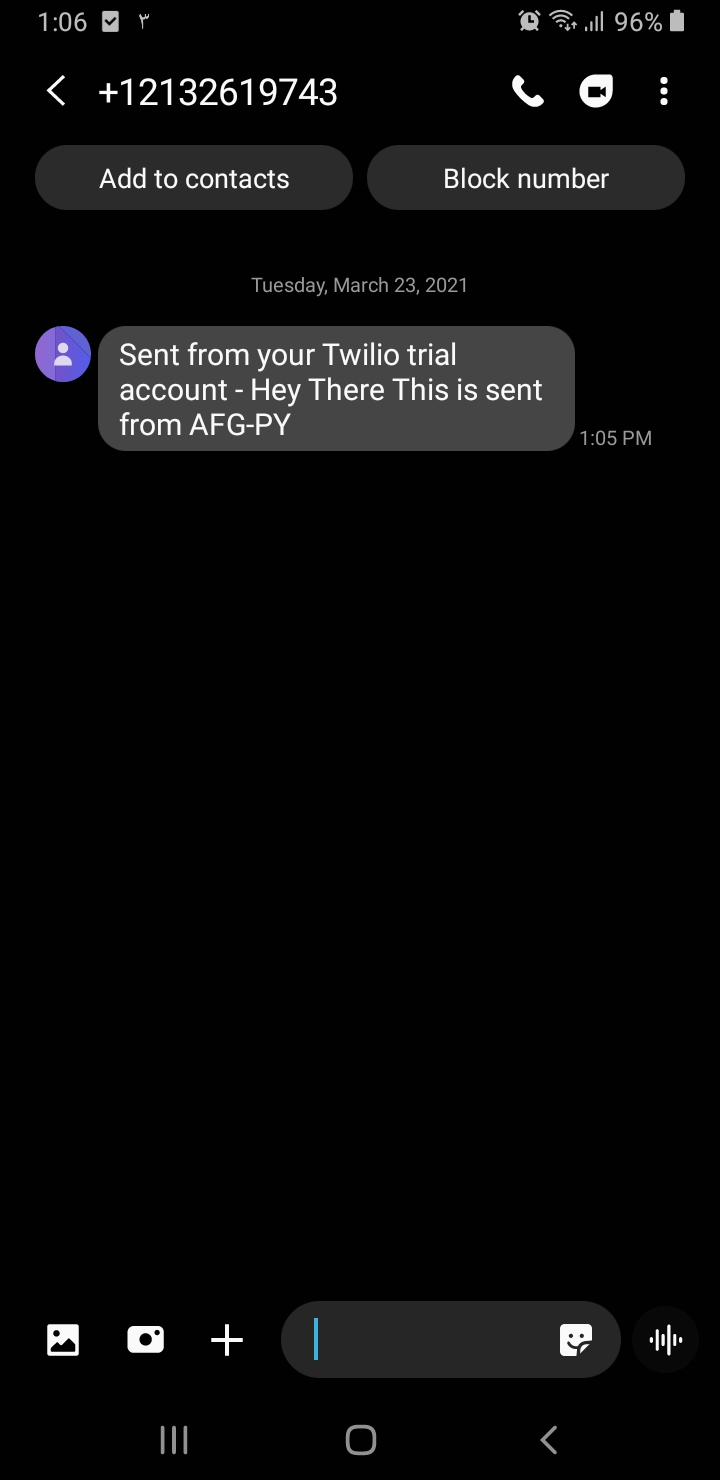 1:06 ۳ 96%
+12132619743
Add to contacts Block number
Tuesday, March 23, 2021
Sent from your Twilio trial
account - Hey There This is sent
from AFG-PY
1:05 PM